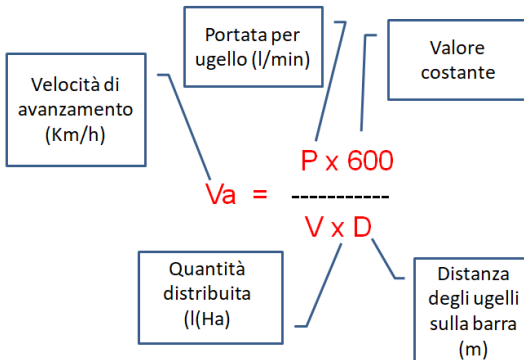 Portata per
ugello (l/min)
Valore
costante
Velocità di
avanzamento
(Km/h)
P x 600
Va = -----------
V x D
Quantità
distribuita
(l(Ha)
Distanza
degli ugelli
sulla barra
(m)